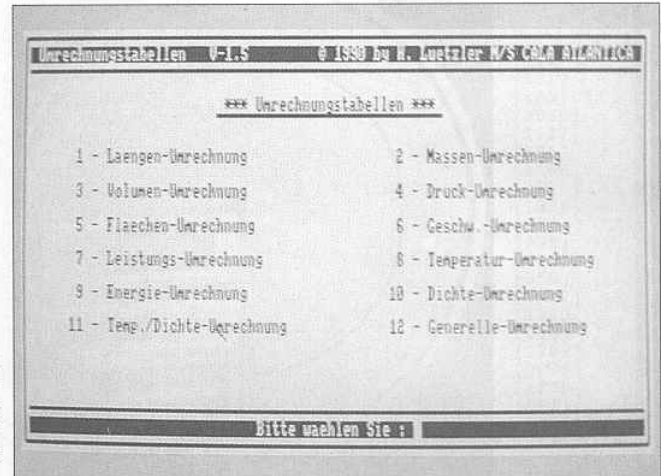 Umrechnungstabellen V-1.5 @ 1990 by H. Luetzler M/S CALA ATLANTICA
*** Umrechnungstabellen ***
1 - Laengen-Umrechnung 2 - Massen-Umrechnung
3 - Volumen-Umrechnung 4 - Druck-Umrechnung
5 - Flaechen-Umrechnung 6 - Geschw.-Umrechnung
7 - Leistungs-Umrechnung 8 - Temperatur-Umrechnung
9 - Energie-Umrechnung 10 - Dichte-Umrechnung
11 - Temp./Dichte-Umrechnung 12 - Generelle-Umrechnung
Bitte waehlen Sie :